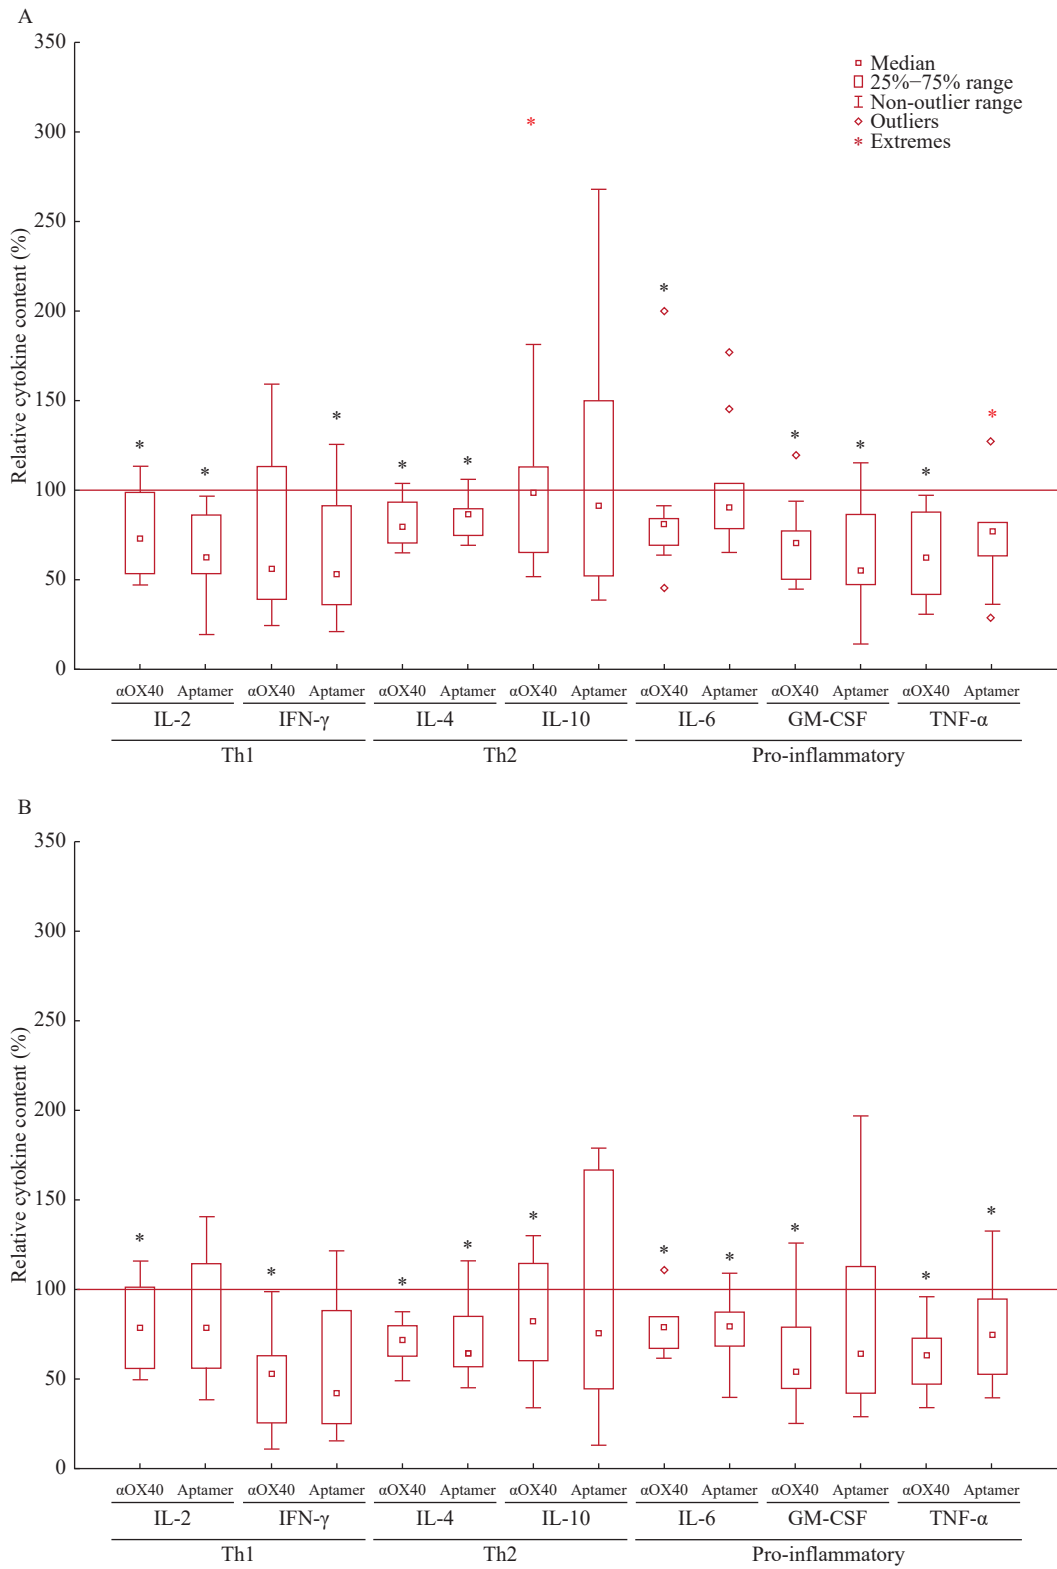 A
350
300
250
200
150
100
50
0
Relative cytokine content (%)
Median
25%−75% range
Non-outlier range
Outliers
* Extremes
αOX40 Aptamer αOX40 Aptamer αOX40 Aptamer αOX40 Aptamer αOX40 Aptamer αOX40 Aptamer αOX40 Aptamer
IL-2 IFN-γ IL-4 IL-10 IL-6 GM-CSF TNF-α
Th1 Th2 Pro-inflammatory
B
350
300
250
200
150
100
50
0
Relative cytokine content (%)
αOX40 Aptamer αOX40 Aptamer αOX40 Aptamer αOX40 Aptamer αOX40 Aptamer αOX40 Aptamer αOX40 Aptamer
IL-2 IFN-γ IL-4 IL-10 IL-6 GM-CSF TNF-α
Th1 Th2 Pro-inflammatory